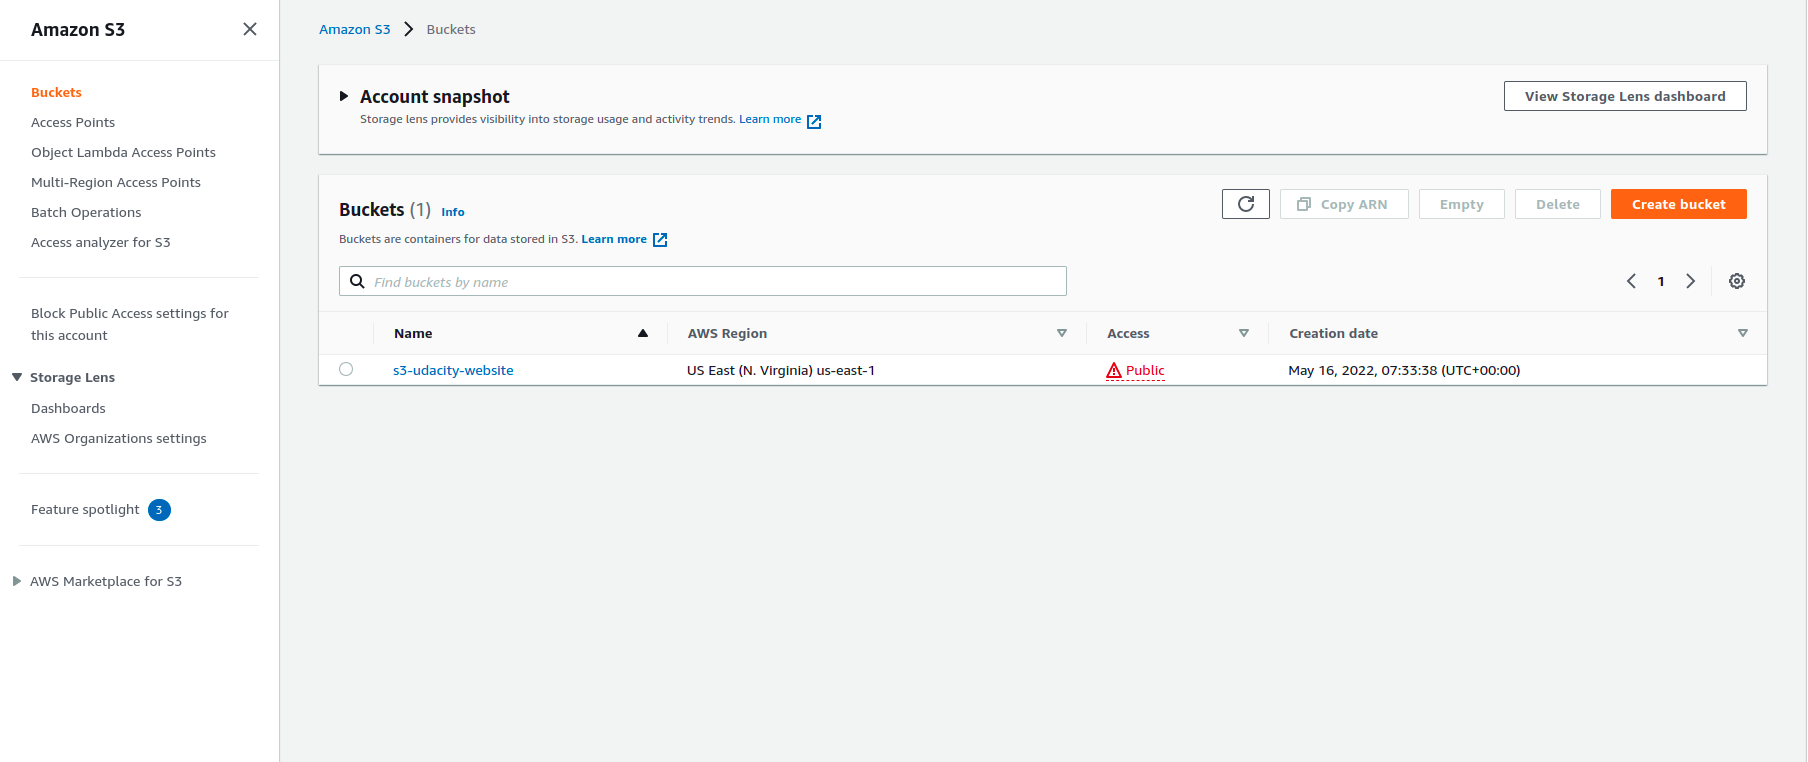 Amazon S3
Buckets
Access Points
Object Lambda Access Points
Multi-Region Access Points
Batch Operations
Access analyzer for S3
Block Public Access settings for
this account
Storage Lens
Dashboards
AWS Organizations settings
Feature spotlight 3
AWS Marketplace for S3
Amazon S3 Buckets
Account snapshot
View Storage Lens dashboard
Storage lens provides visibility into storage usage and activity trends. Learn more
Buckets (1) Info
Copy ARN Empty Delete Create bucket
Buckets are containers for data stored in S3. Learn more
Find buckets by name
1
Name AWS Region Access Creation date
s3-udacity-website US East (N. Virginia) us-east-1 Public May 16, 2022, 07:33:38 (UTC+00:00)